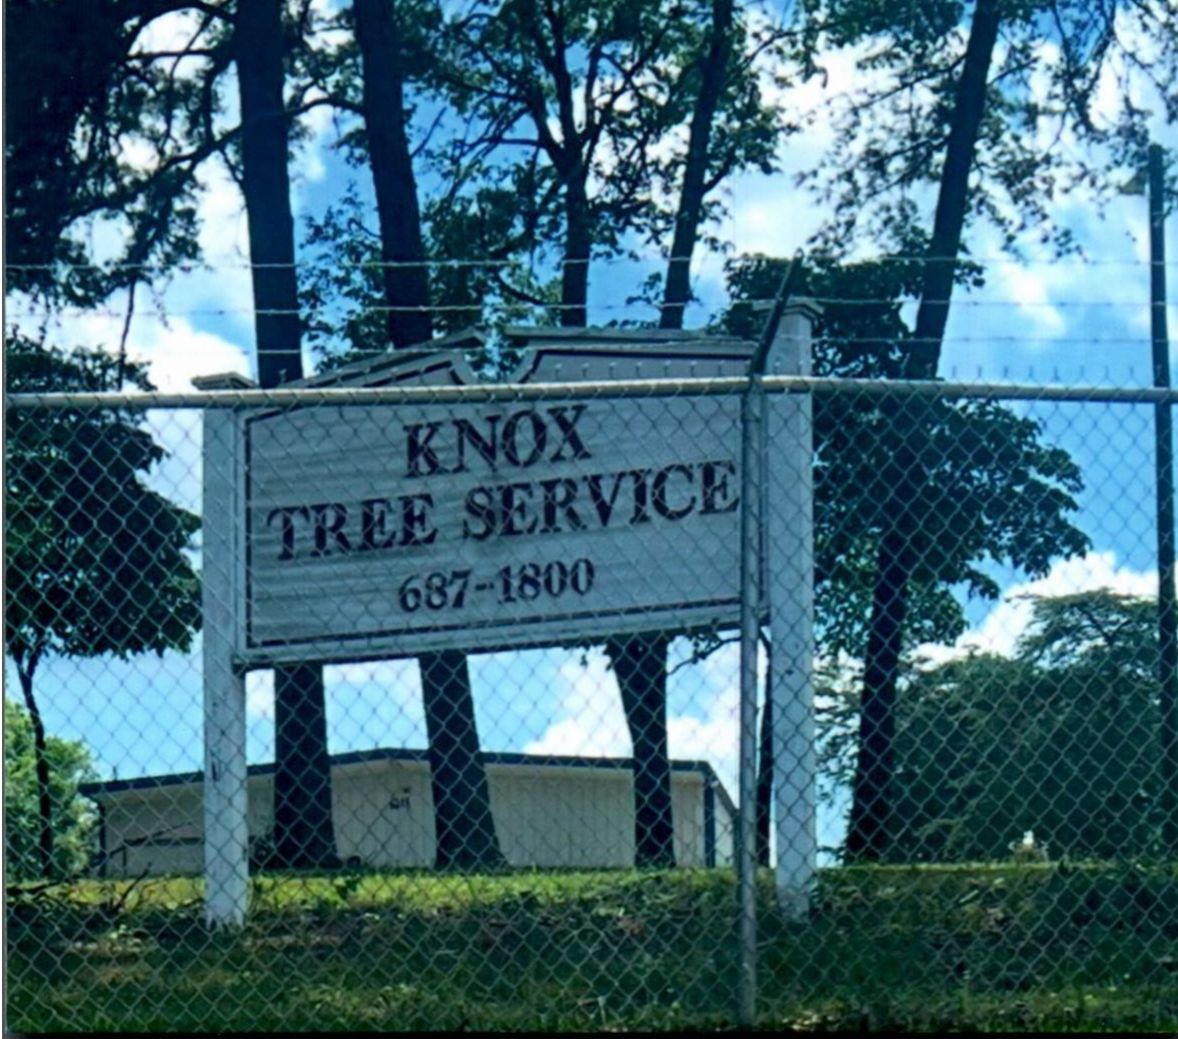 KNOX
TREE SERVICE
687-1800